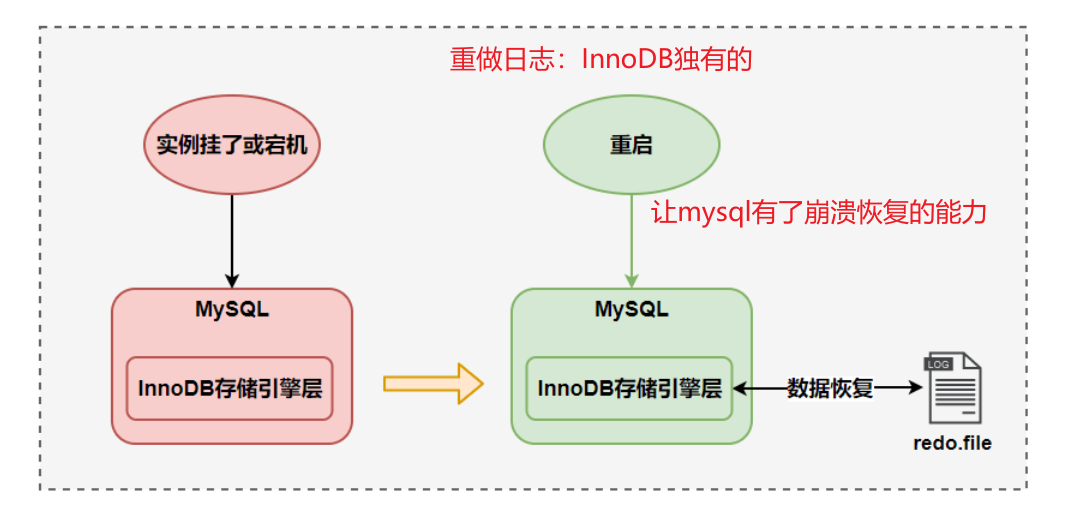 重做日志：InnoDB独有的
实例挂了或宕机
重启
让mysql有了崩溃恢复的能力
MySQL
MySQL
InnoDB存储引擎层
InnoDB存储引擎层
数据恢复
LOG
redo.file